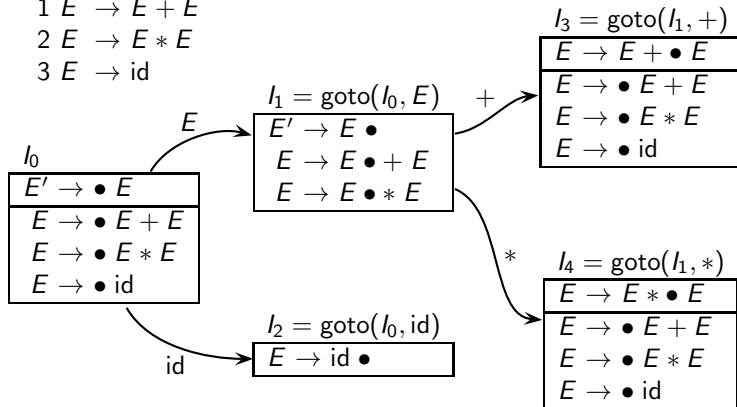 1 E → E + E
2 E → E ∗ E
3 E → id
I0
E′ → • E
E → • E + E
E → • E ∗ E
E → • id
E
id
I1 = goto(I0, E)
E′ → E •
E → E • + E
E → E • ∗ E
I2 = goto(I0, id)
E → id •
+
∗
I3 = goto(I1, +)
E → E + • E
E → • E + E
E → • E ∗ E
E → • id
I4 = goto(I1, ∗)
E → E ∗ • E
E → • E + E
E → • E ∗ E
E → • id